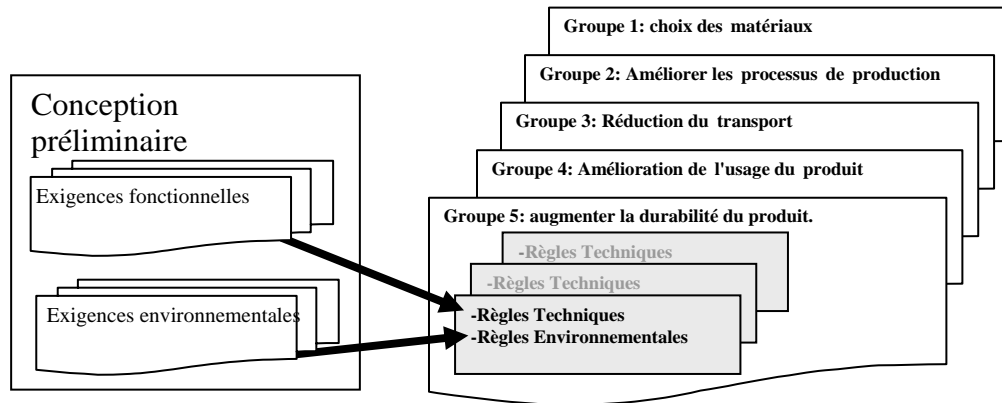 Conception
préliminaire
Exigences fonctionnelles
Exigences environnementales
Groupe 1: choix des matériaux
Groupe 2: Améliorer les processus de production
Groupe 3: Réduction du transport
Groupe 4: Amélioration de l'usage du produit
Groupe 5: augmenter la durabilité du produit.
-Règles Techniques
-Règles Techniques
-Règles Techniques
-Règles Environnementales